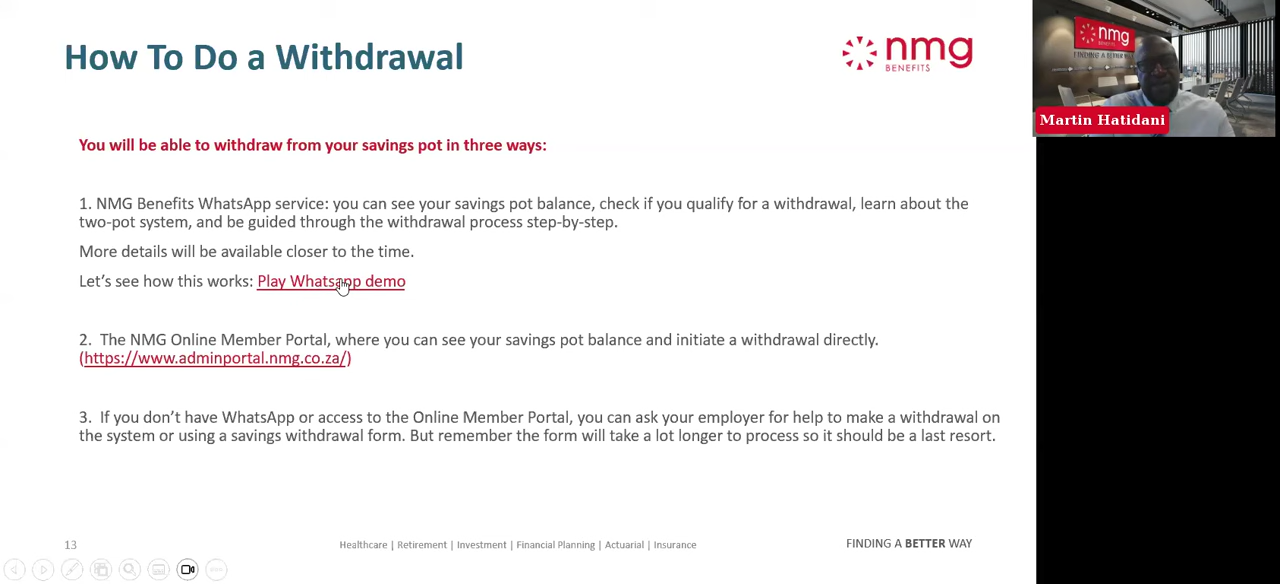 How To Do a Withdrawal
nmg
BENEFITS
nmg
BENEFITS
FINDING A BETTER
Martin Hatidani
You will be able to withdraw from your savings pot in three ways:
1. NMG Benefits WhatsApp service: you can see your savings pot balance, check if you qualify for a withdrawal, learn about the
two-pot system, and be guided through the withdrawal process step-by-step.
More details will be available closer to the time.
Let's see how this works: Play Whatsapp demo
2. The NMG Online Member Portal, where you can see your savings pot balance and initiate a withdrawal directly.
(https://www.adminportal.nmg.co.za/)
3. If you don't have WhatsApp or access to the Online Member Portal, you can ask your employer for help to make a withdrawal on
the system or using a savings withdrawal form. But remember the form will take a lot longer to process so it should be a last resort.
13
Healthcare | Retirement | Investment | Financial Planning | Actuarial | Insurance
FINDING A BETTER WAY